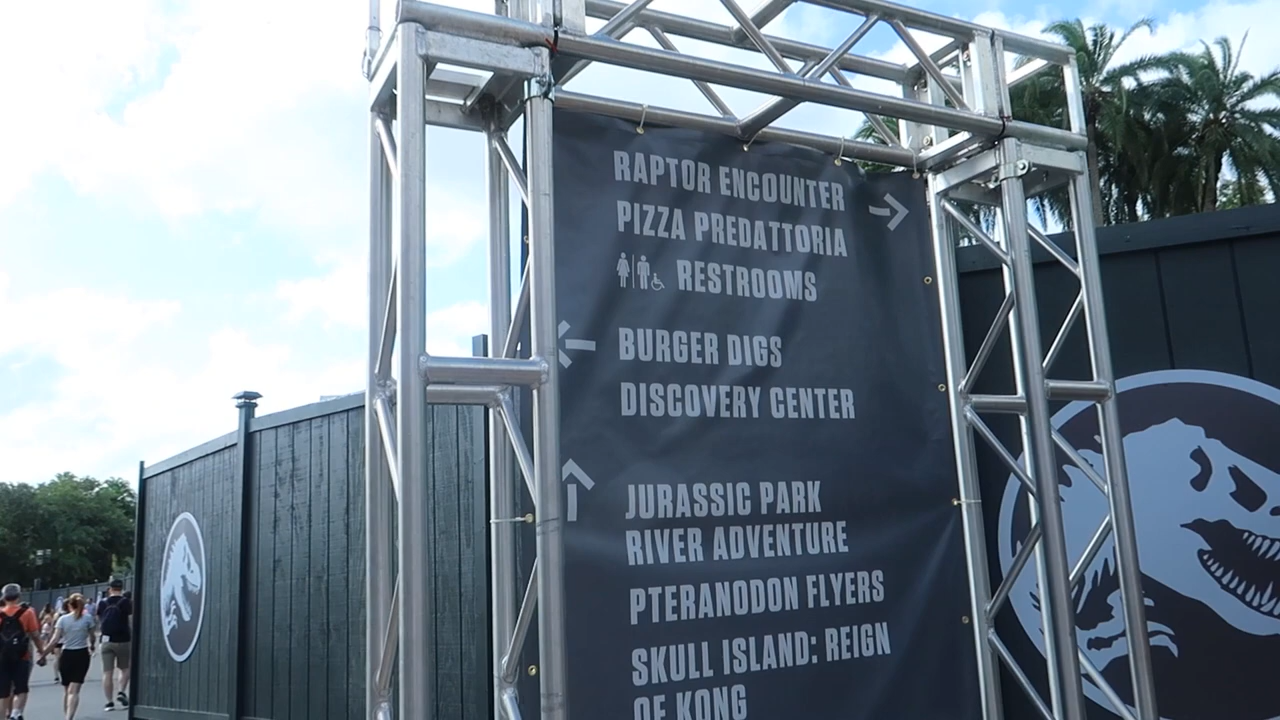 RAPTOR ENCOUNTER
PIZZA PREDATTORIA
RESTROOMS
BURGER DIGS
DISCOVERY CENTER
JURASSIC PARK
RIVER ADVENTURE
PTERANODON FLYERS
SKULL ISLAND: REIGN
OF KONG